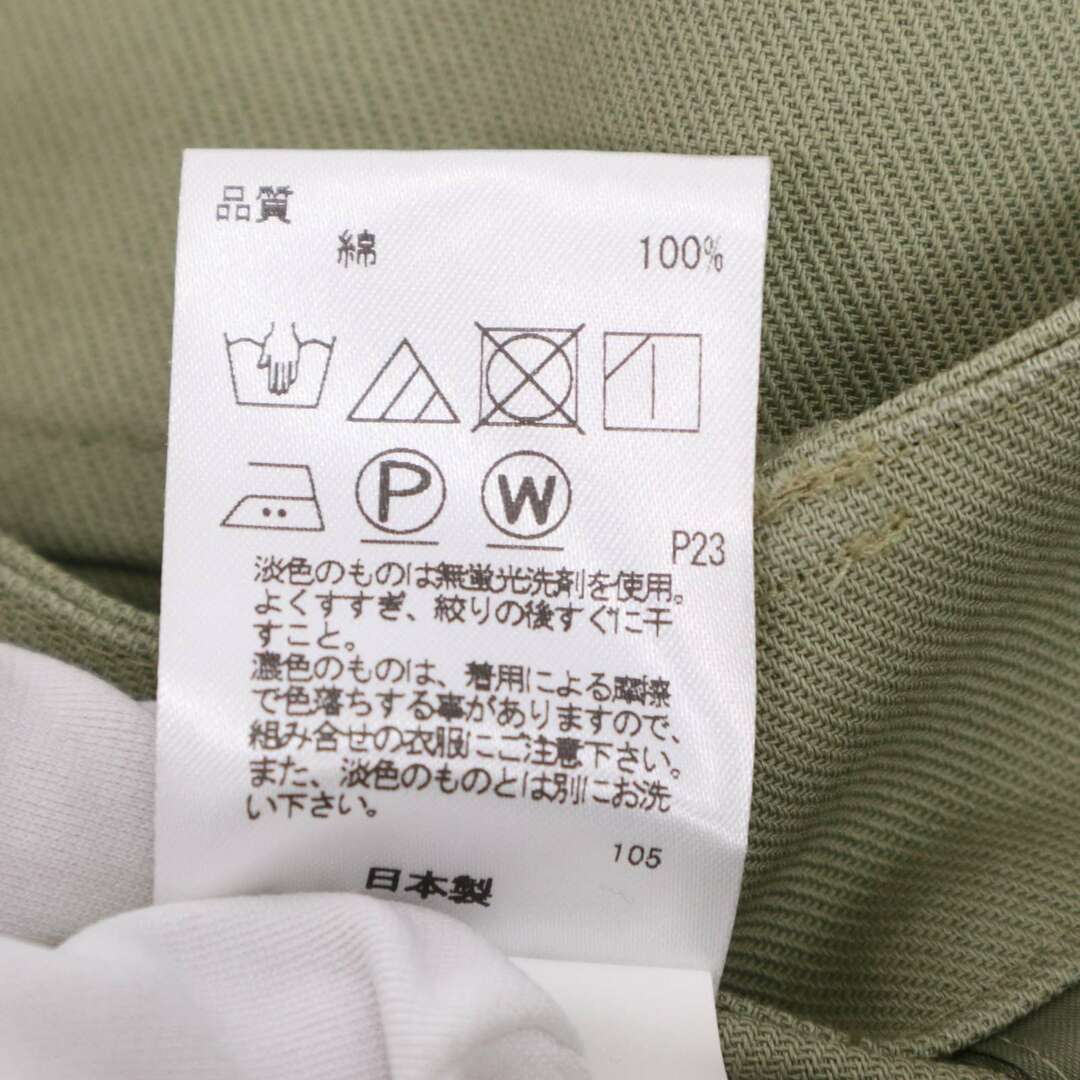 品質
綿 100%
P
W
P23
淡色のものは無蛍光洗剤を使用。
よくすすぎ、絞りの後すぐに干
すこと。
濃色のものは、着用による摩擦
で色落ちする事がありますので、
組み合せの衣服にご注意下さい。
また、淡色のものとは別にお洗
い下さい。
105
日本製